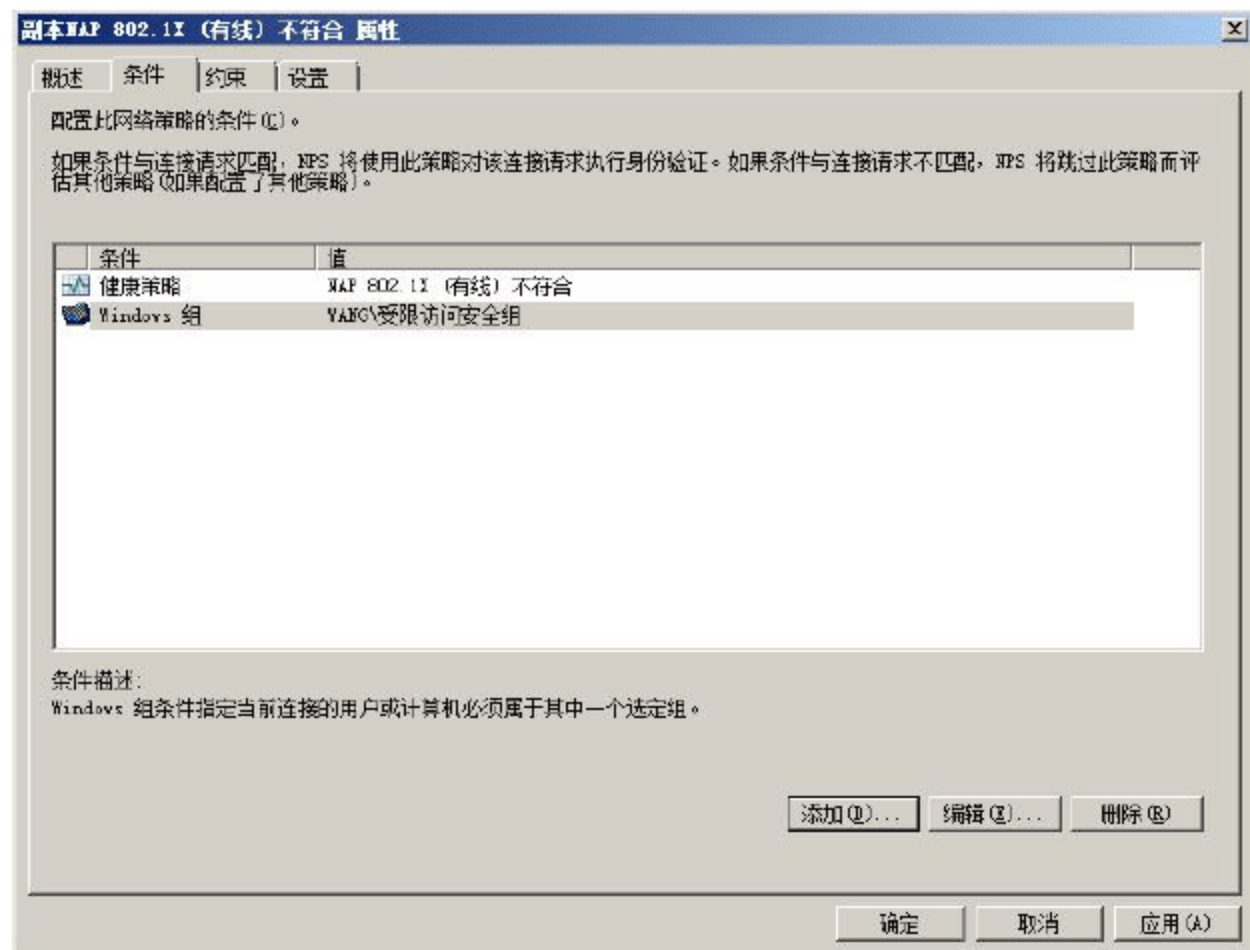 副本NAP 802.1X (有线) 不符合 属性
概述 条件 约束 设置
配置此网络策略的条件(C)。
如果条件与连接请求匹配，NPS 将使用此策略对该连接请求执行身份验证。如果条件与连接请求不匹配，NPS 将跳过此策略而评
估其他策略(如果配置了其他策略)。
条件 值
健康策略 NAP 802.1X (有线) 不符合
Windows 组 WANG\受限访问安全组
条件描述:
Windows 组条件指定当前连接的用户或计算机必须属于其中一个选定组。
添加(D)... 编辑(E)... 删除(R)
确定 取消 应用(A)